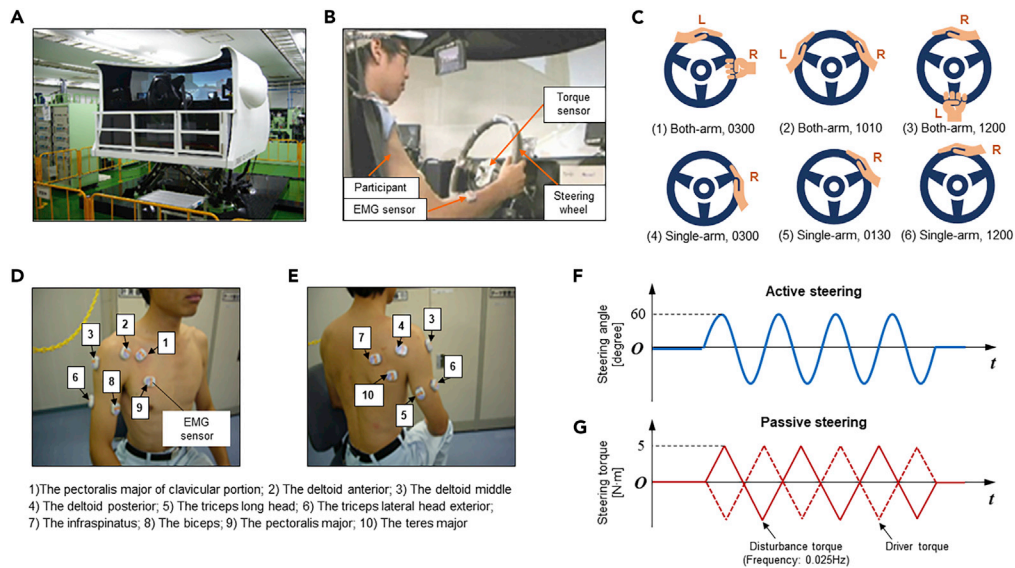 A
B
Torque
sensor
Participant
EMG sensor
Steering
wheel
C
L
R
L
R
R
L
(1) Both-arm, 0300
(2) Both-arm, 1010
(3) Both-arm, 1200
R
R
R
(4) Single-arm, 0300
(5) Single-arm, 0130
(6) Single-arm, 1200
D
3
2
1
6
8
9
EMG
sensor
E
7
4
3
6
10
5
1)The pectoralis major of clavicular portion; 2) The deltoid anterior; 3) The deltoid middle
4) The deltoid posterior; 5) The triceps long head; 6) The triceps lateral head exterior;
7) The infraspinatus; 8) The biceps; 9) The pectoralis major; 10) The teres major
F
Active steering
Steering angle
[degree]
60
O
t
G
Passive steering
Steering torque
[N·m]
5
O
t
Disturbance torque
(Frequency: 0.025Hz)
Driver torque